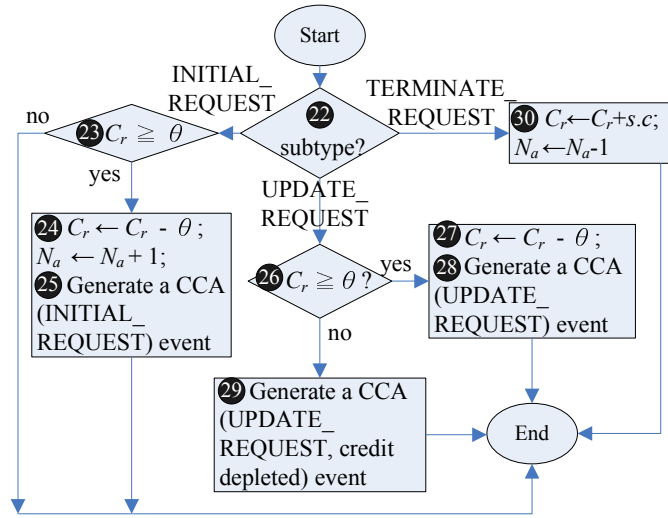 Start
INITIAL_
REQUEST
TERMINATE_
REQUEST
22
subtype?
no
23 Cr ≧ θ
yes
30 Cr←Cr+s.c;
Na←Na-1
UPDATE_
REQUEST
24 Cr ← Cr - θ ;
Na ← Na + 1;
25 Generate a CCA
(INITIAL_
REQUEST) event
26 Cr ≧ θ ?
yes
no
27 Cr ← Cr - θ ;
28 Generate a CCA
(UPDATE_
REQUEST) event
29 Generate a CCA
(UPDATE_
REQUEST, credit
depleted) event
End